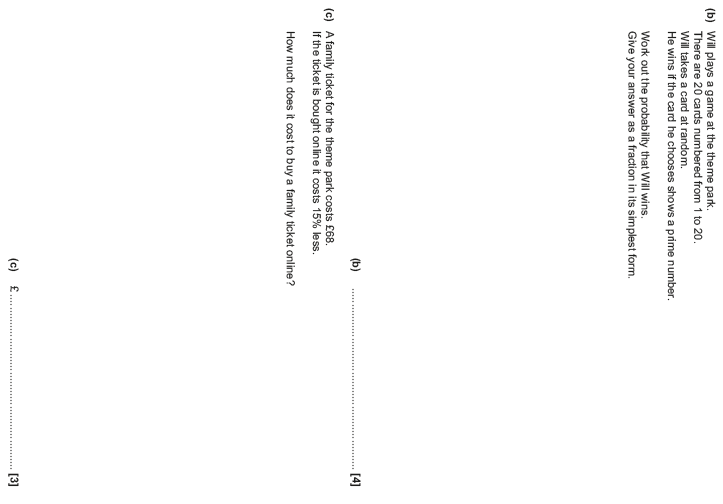 (b) Will plays a game at the theme park.
There are 20 cards numbered from 1 to 20.
Will takes a card at random.
He wins if the card he chooses shows a prime number.
Work out the probability that Will wins.
Give your answer as a fraction in its simplest form.
(b) ........................................................ [4]
(c) A family ticket for the theme park costs £68.
If the ticket is bought online it costs 15% less.
How much does it cost to buy a family ticket online?
(c) £........................................................ [3]